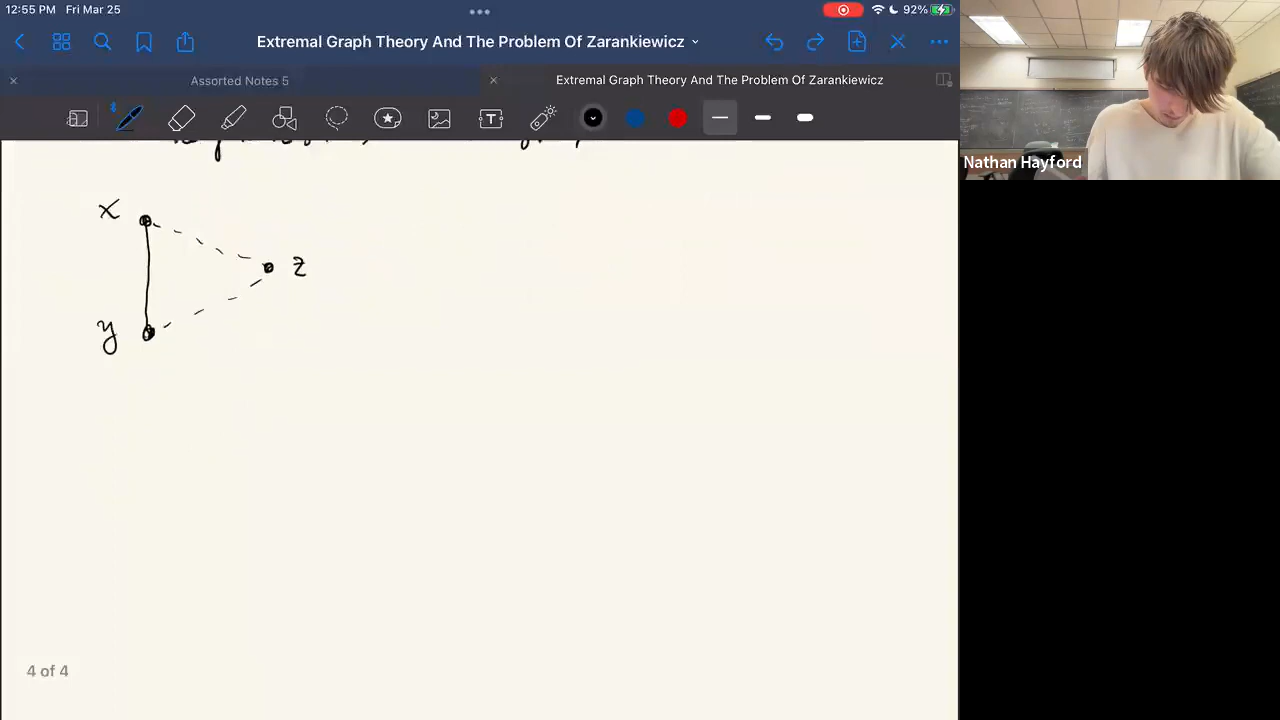 12:55 PM Fri Mar 25
92%
Extremal Graph Theory And The Problem Of Zarankiewicz
Assorted Notes 5
Extremal Graph Theory And The Problem Of Zarankiewicz
T
Nathan Hayford
x
z
y
4 of 4